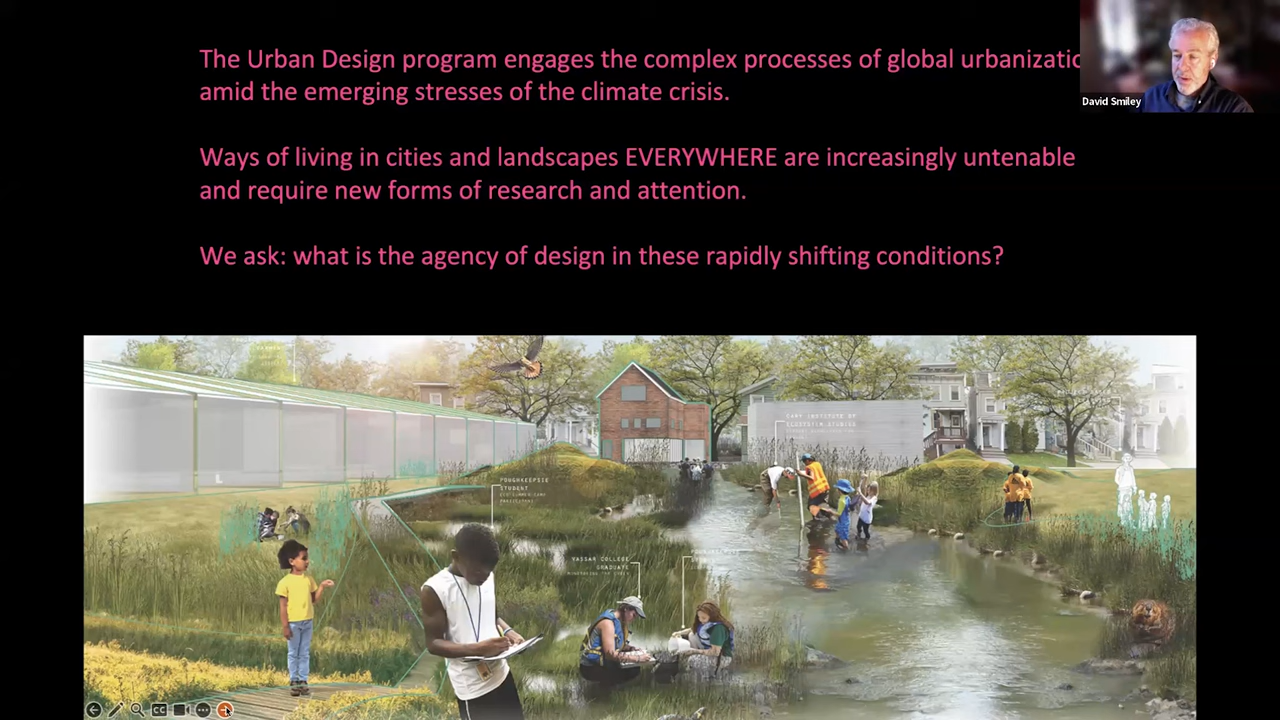 The Urban Design program engages the complex processes of global urbanizatio
amid the emerging stresses of the climate crisis.
Ways of living in cities and landscapes EVERYWHERE are increasingly untenable
and require new forms of research and attention.
We ask: what is the agency of design in these rapidly shifting conditions?
David Smiley
CARY INSTITUTE OF
ECOSYSTEM STUDIES
POUGHKEEPSIE
STUDENT
VASSAR COLLEGE
GRADUATE
CC